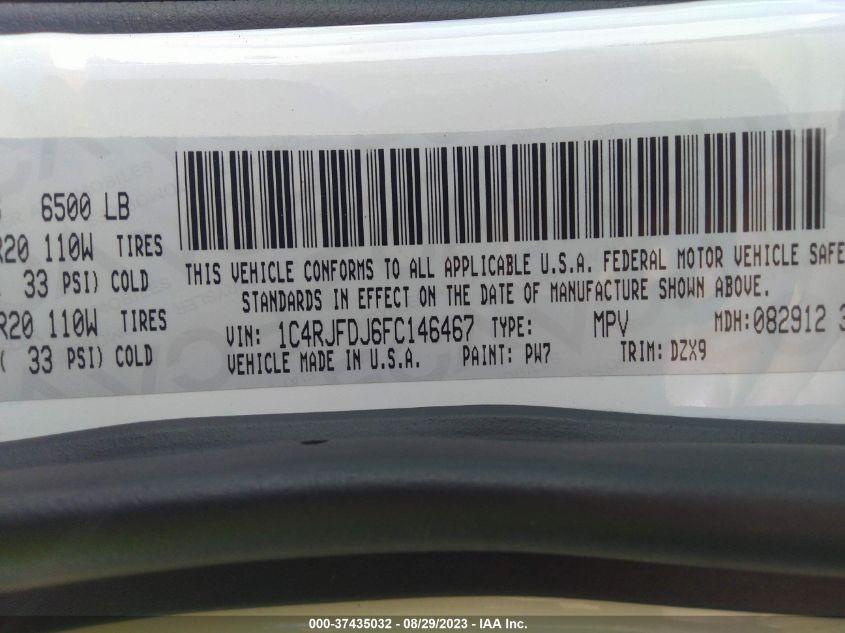 6500 LB
R20 110W TIRES
33 PSI) COLD
R20 110W TIRES
( 33 PSI) COLD
THIS VEHICLE CONFORMS TO ALL APPLICABLE U.S.A. FEDERAL MOTOR VEHICLE SAFE
STANDARDS IN EFFECT ON THE DATE OF MANUFACTURE SHOWN ABOVE.
VIN: 1C4RJFDJ6FC146467 TYPE: MPV MDH: 082912 3
VEHICLE MADE IN U.S.A. PAINT: PW7 TRIM: DZX9
000-37435032 - 08/29/2023 - IAA Inc.